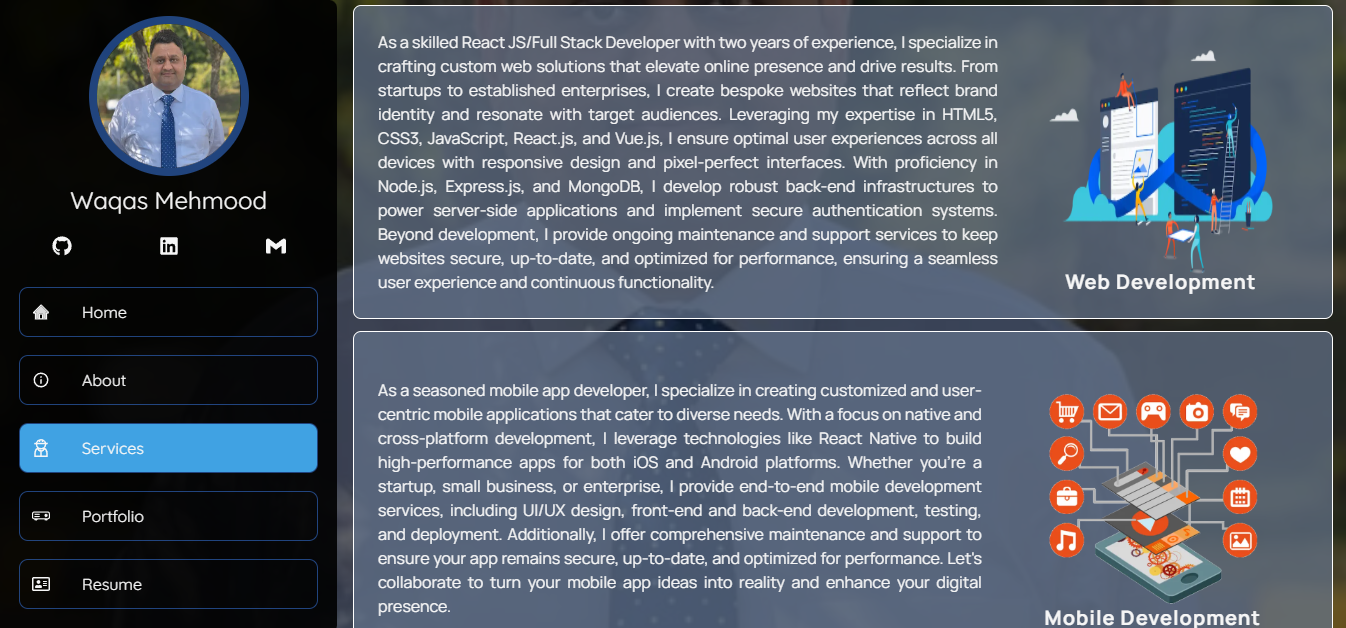 Waqas Mehmood
Home
About
Services
Portfolio
Resume
As a skilled React JS/Full Stack Developer with two years of experience, I specialize in
crafting custom web solutions that elevate online presence and drive results. From
startups to established enterprises, I create bespoke websites that reflect brand
identity and resonate with target audiences. Leveraging my expertise in HTML5,
CSS3, JavaScript, React.js, and Vue.js, I ensure optimal user experiences across all
devices with responsive design and pixel-perfect interfaces. With proficiency in
Node.js, Express.js, and MongoDB, I develop robust back-end infrastructures to
power server-side applications and implement secure authentication systems.
Beyond development, I provide ongoing maintenance and support services to keep
websites secure, up-to-date, and optimized for performance, ensuring a seamless
user experience and continuous functionality.
Web Development
As a seasoned mobile app developer, I specialize in creating customized and user-
centric mobile applications that cater to diverse needs. With a focus on native and
cross-platform development, I leverage technologies like React Native to build
high-performance apps for both iOS and Android platforms. Whether you're a
startup, small business, or enterprise, I provide end-to-end mobile development
services, including UI/UX design, front-end and back-end development, testing,
and deployment. Additionally, I offer comprehensive maintenance and support to
ensure your app remains secure, up-to-date, and optimized for performance. Let's
collaborate to turn your mobile app ideas into reality and enhance your digital
presence.
Mobile Development